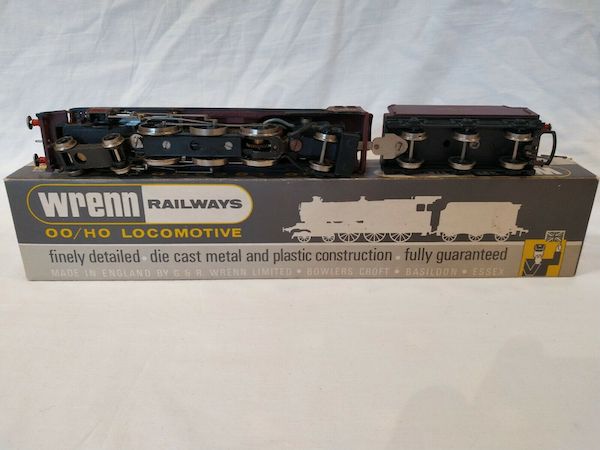 wrenn RAILWAYS
OO/HO LOCOMOTIVE
finely detailed · die cast metal and plastic construction · fully guaranteed
MADE IN ENGLAND BY G & R. WRENN LIMITED · BOWLERS CROFT · BASILDON · ESSEX